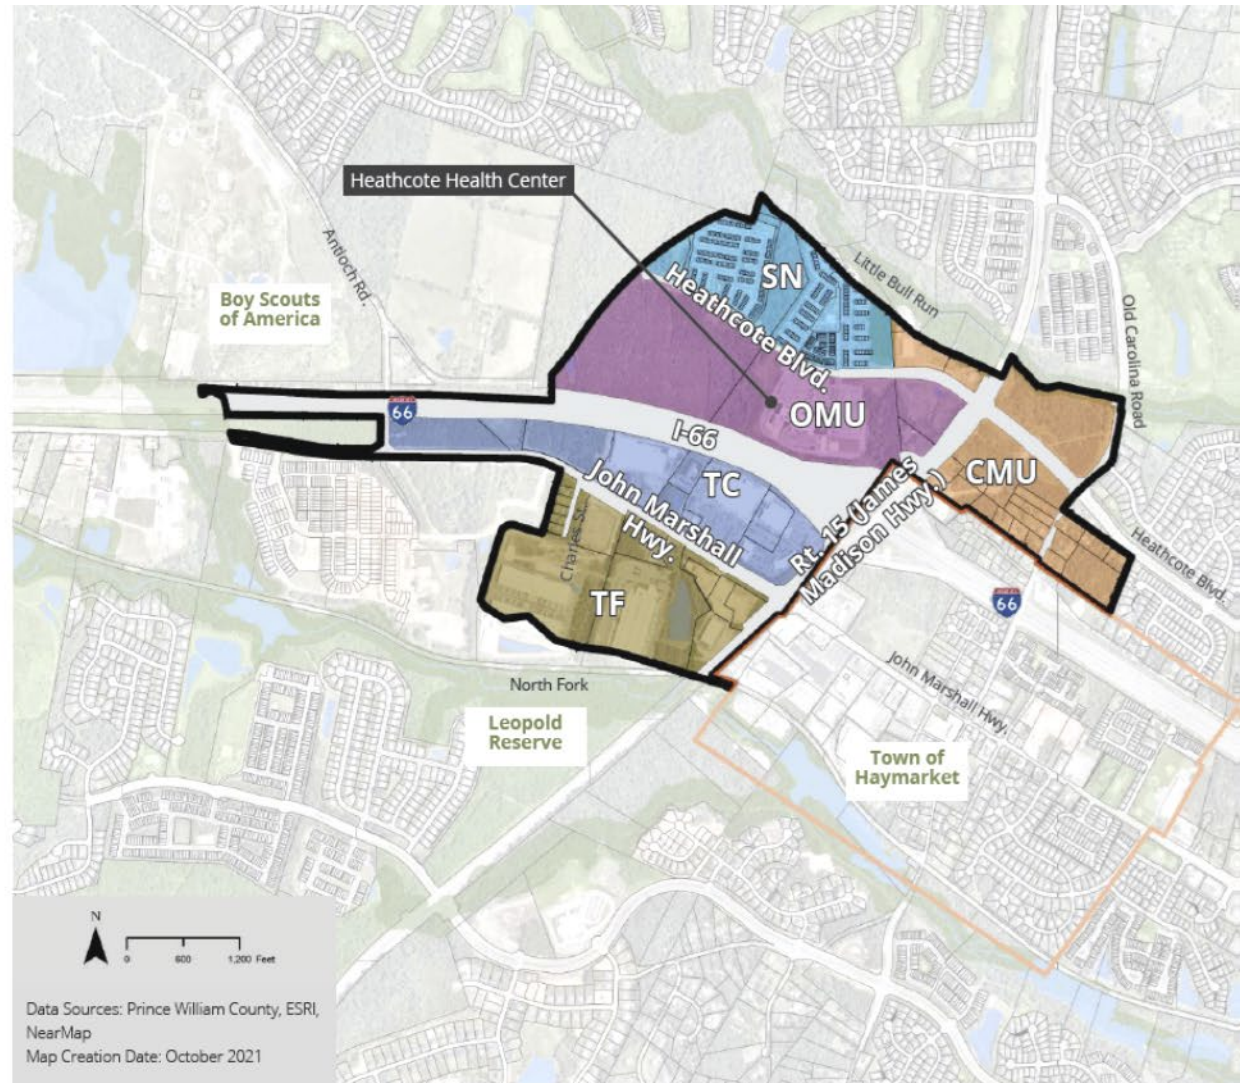 Heathcote Health Center
Antioch Rd.
Boy Scouts
of America
SN
Little Bull Run
Heathcote Blvd.
Old Carolina Road
66
OMU
I-66
TC
CMU
John Marshall
Hwy.
Rt. 15 (James
Madison Hwy.)
Charles St.
TF
Heathcote Blvd.
66
North Fork
John Marshall Hwy.
Leopold
Reserve
Town of
Haymarket
N
0 600 1,200 Feet
Data Sources: Prince William County, ESRI,
NearMap
Map Creation Date: October 2021